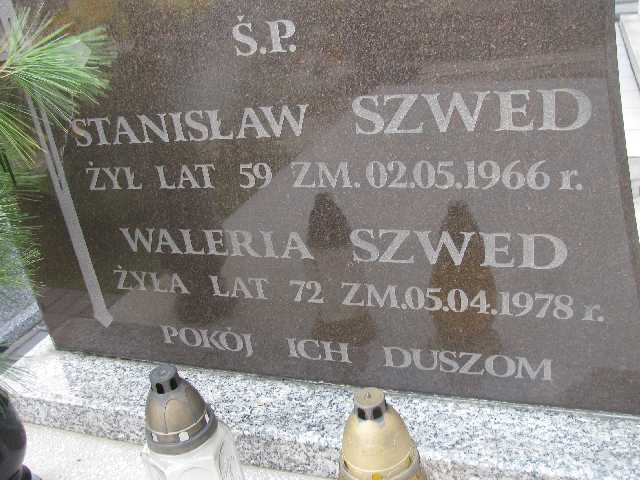 Ś.P.
STANISŁAW SZWED
ŻYŁ LAT 59 ZM. 02.05.1966 r.
WALERIA SZWED
ŻYŁA LAT 72 ZM. 05.04.1978 r.
POKÓJ ICH DUSZOM